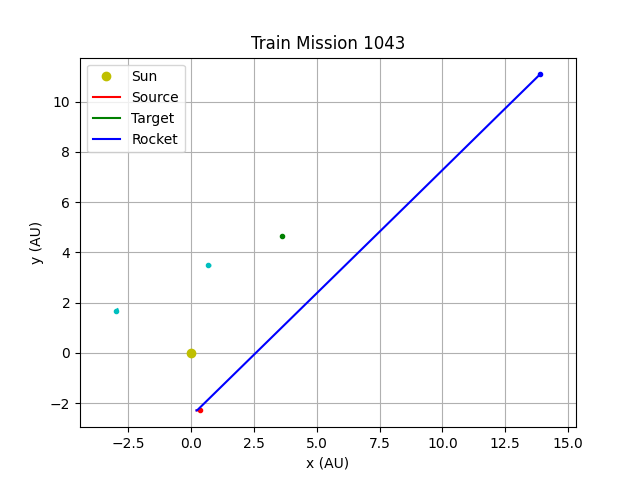 Train Mission 1043
Sun
Source
Target
Rocket
10
8
6
4
2
0
−2
y (AU)
−2.5 0.0 2.5 5.0 7.5 10.0 12.5 15.0
x (AU)